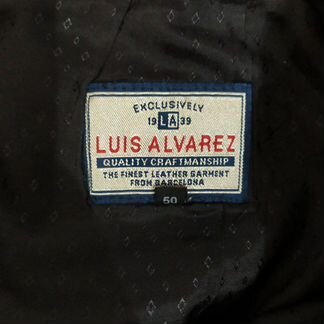 EXCLUSIVELY
19 LA 39
LUIS ALVAREZ
QUALITY CRAFTMANSHIP
THE FINEST LEATHER GARMENT
FROM BARCELONA
50